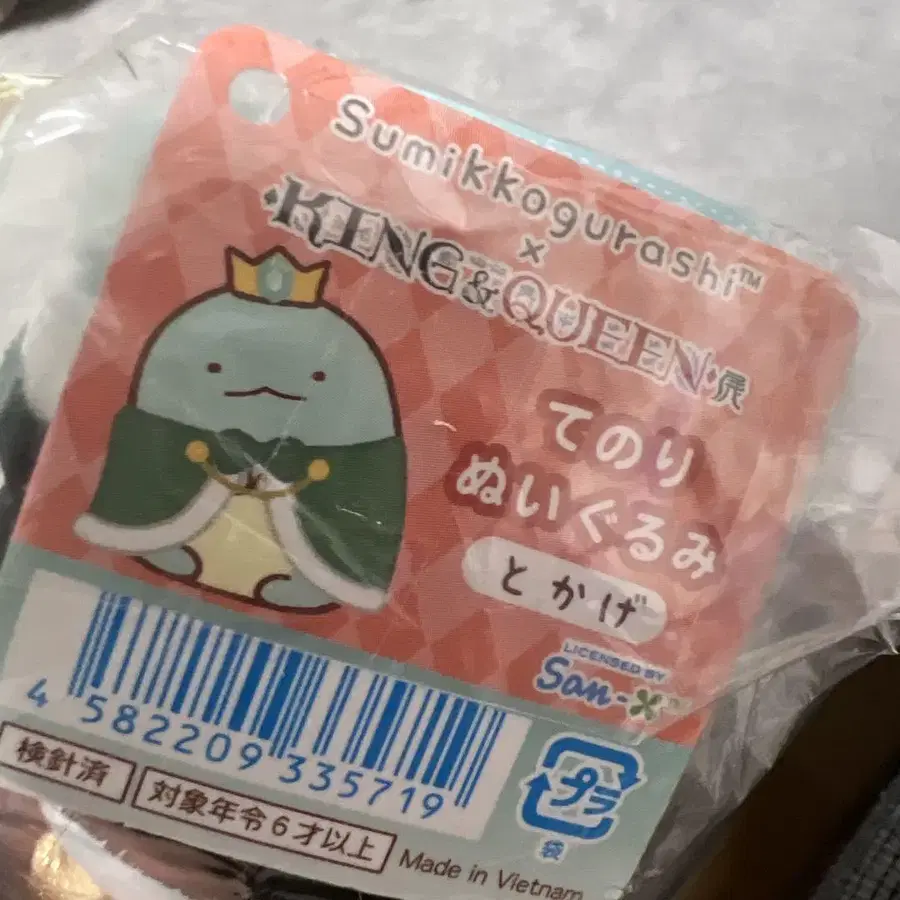 Sumikkogurashi™
×
KING & QUEEN展
てのり
ぬいぐるみ
とかげ
LICENSED BY
San-X
4 582209 335719
プラ
袋
検針済
対象年令6才以上
Made in Vietnam